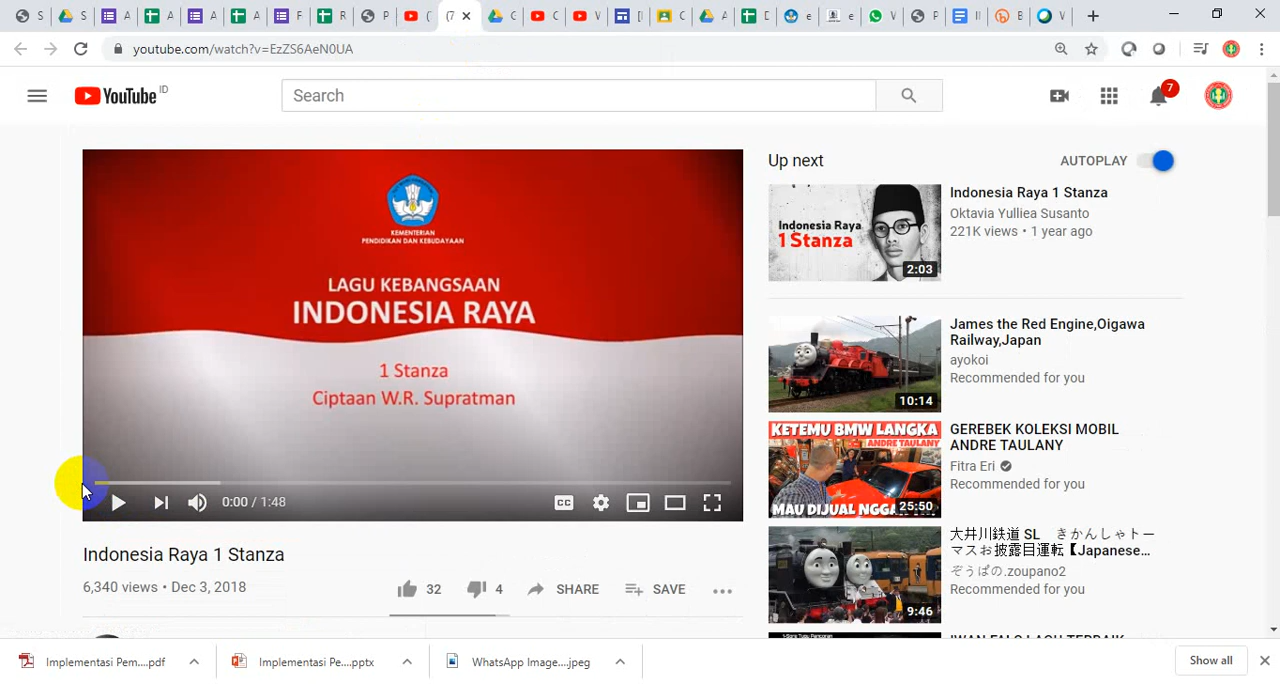 S
S
A
A
A
A
F
R
P
(
(7
G
C
V
[
C
A
D
e
e
V
P
I
B
V
youtube.com/watch?v=EzZS6AeN0UA
YouTube ID
Search
7
KEMENTERIAN
PENDIDIKAN DAN KEBUDAYAAN
LAGU KEBANGSAAN
INDONESIA RAYA
1 Stanza
Ciptaan W.R. Supratman
0:00 / 1:48
CC
Indonesia Raya 1 Stanza
6,340 views • Dec 3, 2018
32
4
SHARE
SAVE
Up next
AUTOPLAY
Indonesia Raya
1 Stanza
2:03
Indonesia Raya 1 Stanza
Oktavia Yulliea Susanto
221K views • 1 year ago
10:14
James the Red Engine,Oigawa
Railway,Japan
ayokoi
Recommended for you
KETEMU BMW LANGKA
ANDRE TAULANY
MAU DIJUAL
25:50
GEREBEK KOLEKSI MOBIL
ANDRE TAULANY
Fitra Eri
Recommended for you
9:46
大井川鉄道 SL きかんしゃトー
マスお披露目運転【Japanese...
ぞうぱの.zoupano2
Recommended for you
Implementasi Pem....pdf
Implementasi Pe....pptx
WhatsApp Image....jpeg
Show all